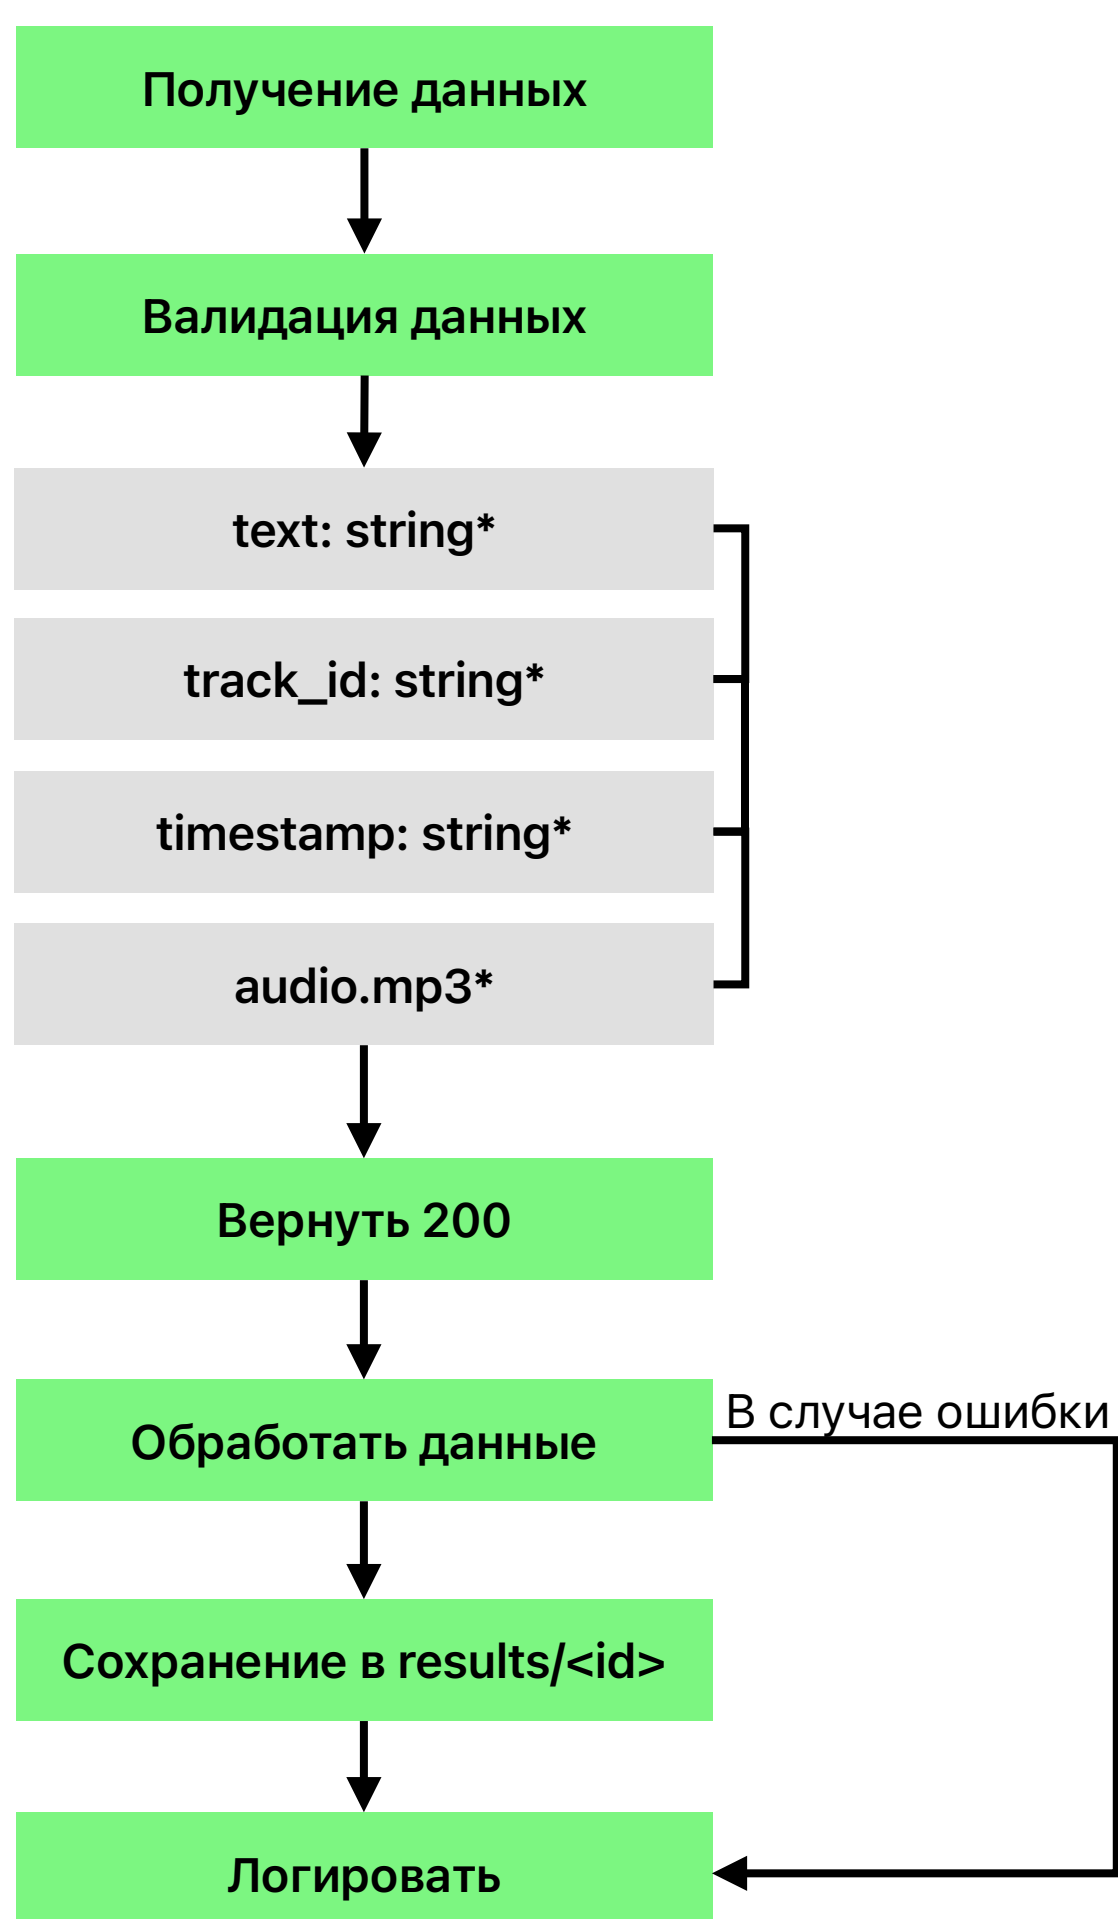 Получение данных
Валидация данных
text: string*
track_id: string*
timestamp: string*
audio.mp3*
Вернуть 200
Обработать данные
В случае ошибки
Сохранение в results/<id>
Логировать